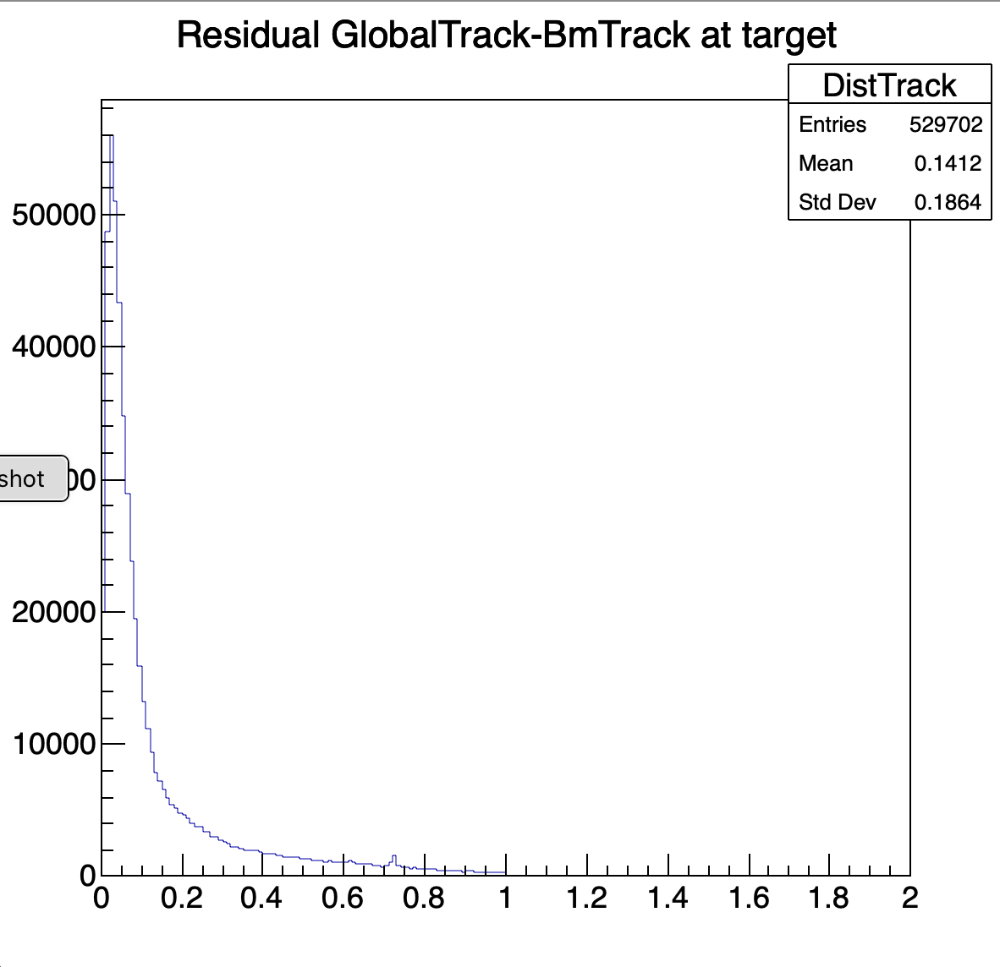 Residual GlobalTrack-BmTrack at target
DistTrack
Entries 529702
Mean 0.1412
Std Dev 0.1864
50000
40000
shot
00
20000
10000
0
0 0.2 0.4 0.6 0.8 1 1.2 1.4 1.6 1.8 2